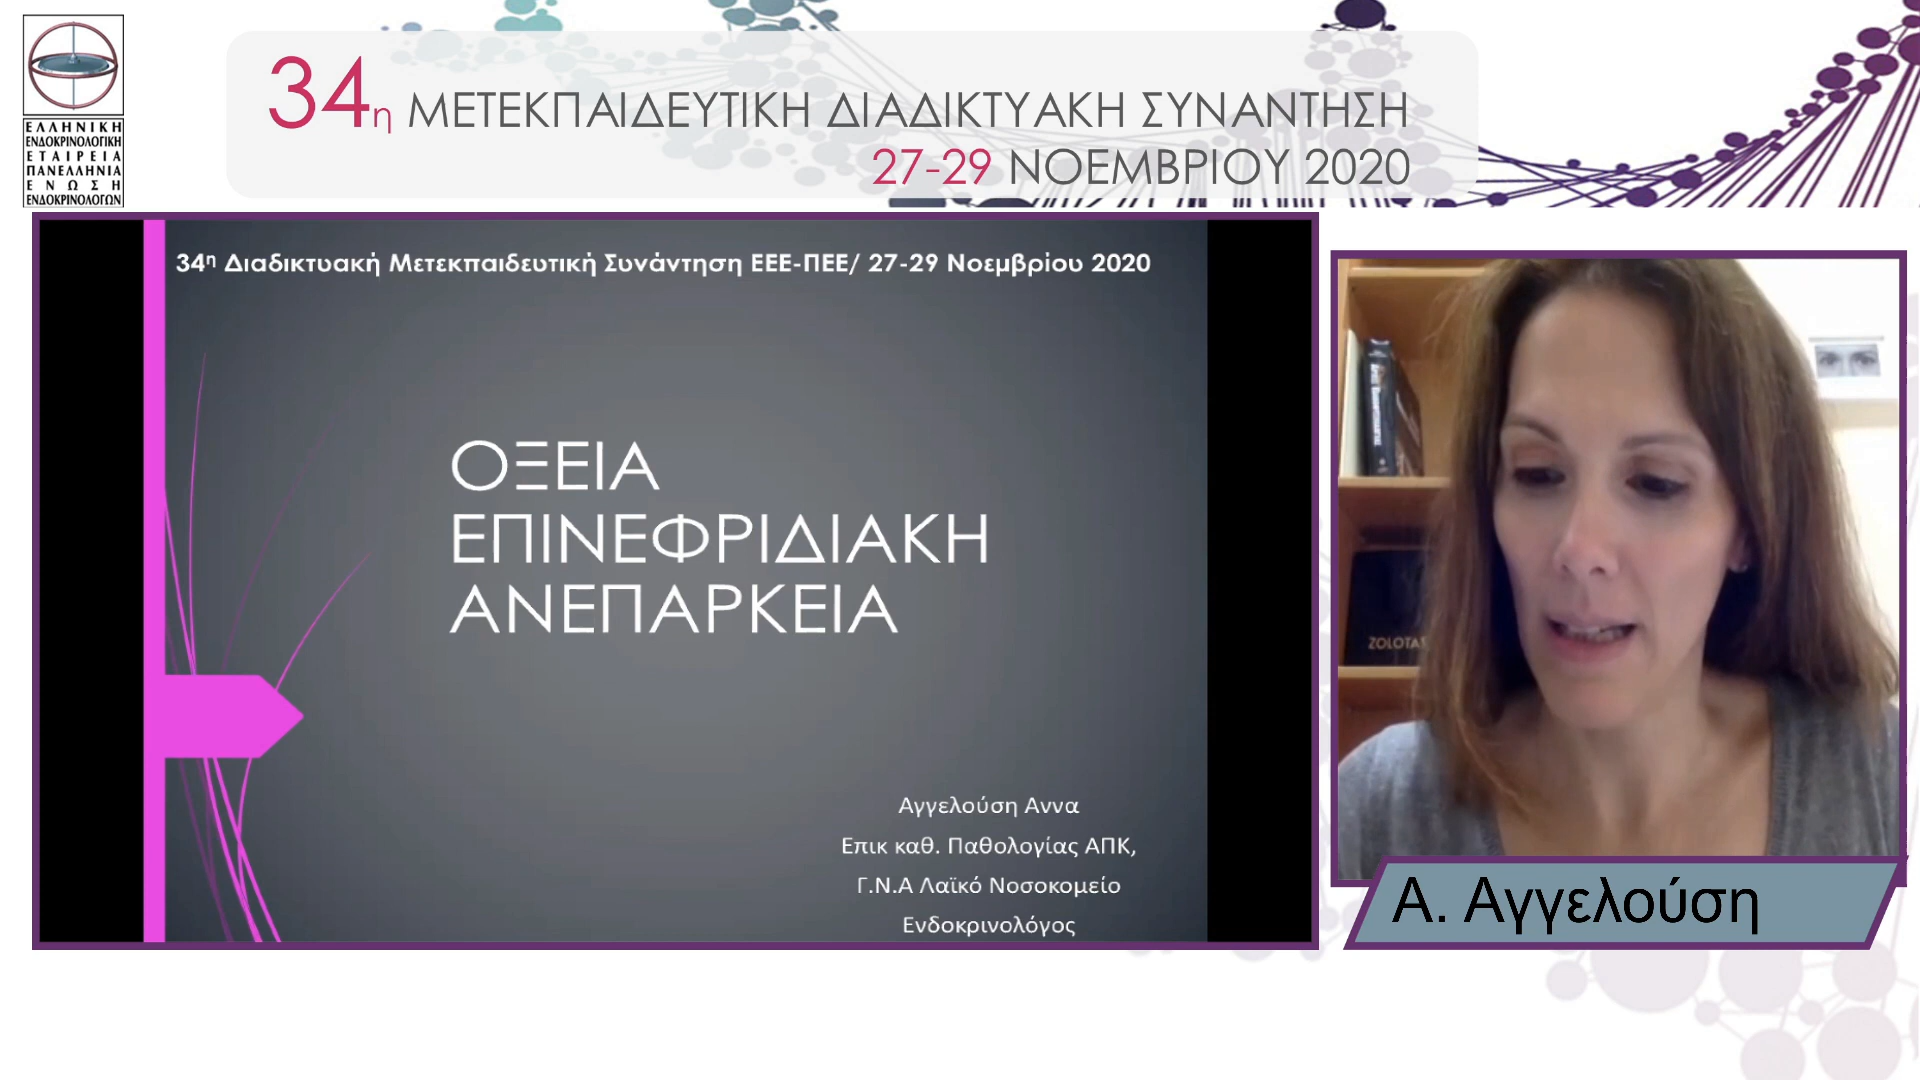 ΕΛΛΗΝΙΚΗ
ΕΝΔΟΚΡΙΝΟΛΟΓΙΚΗ
ΕΤΑΙΡΕΙΑ
ΠΑΝΕΛΛΗΝΙΑ
ΕΝΩΣΗ
ΕΝΔΟΚΡΙΝΟΛΟΓΩΝ
34η ΜΕΤΕΚΠΑΙΔΕΥΤΙΚΗ ΔΙΑΔΙΚΤΥΑΚΗ ΣΥΝΑΝΤΗΣΗ
27-29 ΝΟΕΜΒΡΙΟΥ 2020
34η Διαδικτυακή Μετεκπαιδευτική Συνάντηση ΕΕΕ-ΠΕΕ/ 27-29 Νοεμβρίου 2020
ΟΞΕΙΑ
ΕΠΙΝΕΦΡΙΔΙΑΚΗ
ΑΝΕΠΑΡΚΕΙΑ
Αγγελούση Αννα
Επικ καθ. Παθολογίας ΑΠΚ,
Γ.Ν.Α Λαϊκό Νοσοκομείο
Ενδοκρινολόγος
ZOLOTAS
Α. Αγγελούση